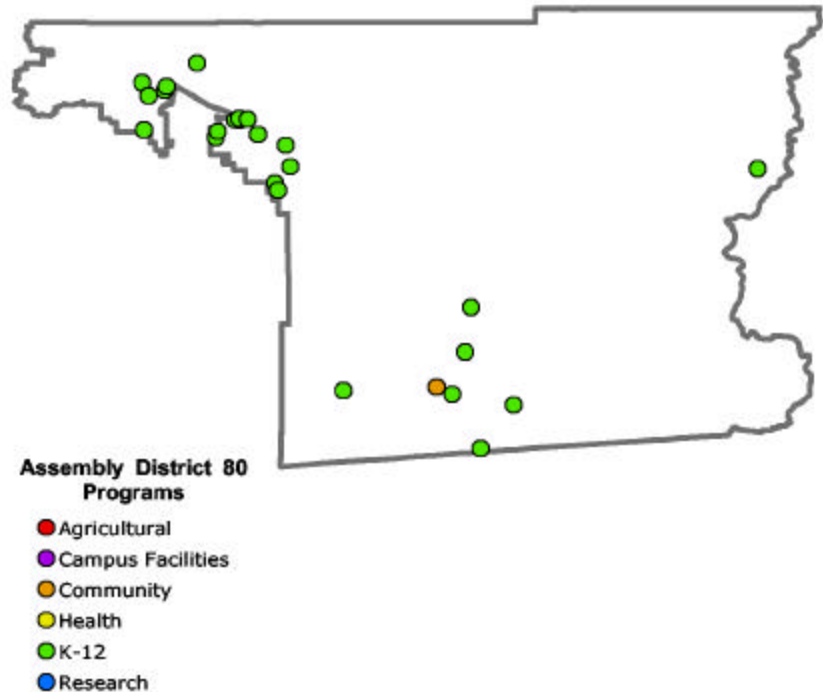 Assembly District 80
Programs
Agricultural
Campus Facilities
Community
Health
K-12
Research